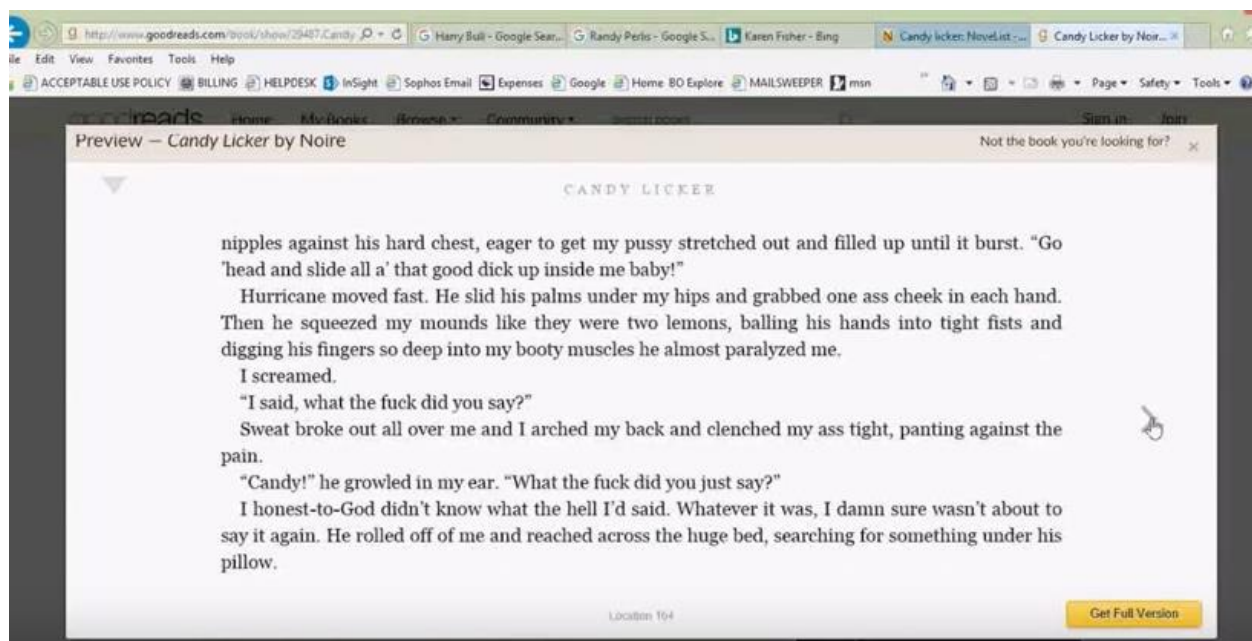 http://www.goodreads.com/book/show/29487.Candy
Harry Bull - Google Sear...
Randy Perlis - Google S...
Karen Fisher - Bing
Candy licker: NoveList -...
Candy Licker by Noir...
Edit View Favorites Tools Help
ACCEPTABLE USE POLICY BILLING HELPDESK InSight Sophos Email Expenses Google Home BO Explore MAILSWEEPER msn Page Safety Tools
goodreads Home My Books Browse Community Sign in Join
Preview – Candy Licker by Noire Not the book you're looking for?
CANDY LICKER
nipples against his hard chest, eager to get my pussy stretched out and filled up until it burst. “Go
’head and slide all a’ that good dick up inside me baby!”
Hurricane moved fast. He slid his palms under my hips and grabbed one ass cheek in each hand.
Then he squeezed my mounds like they were two lemons, balling his hands into tight fists and
digging his fingers so deep into my booty muscles he almost paralyzed me.
I screamed.
“I said, what the fuck did you say?”
Sweat broke out all over me and I arched my back and clenched my ass tight, panting against the
pain.
“Candy!” he growled in my ear. “What the fuck did you just say?”
I honest-to-God didn’t know what the hell I’d said. Whatever it was, I damn sure wasn’t about to
say it again. He rolled off of me and reached across the huge bed, searching for something under his
pillow.
Location 164
Get Full Version